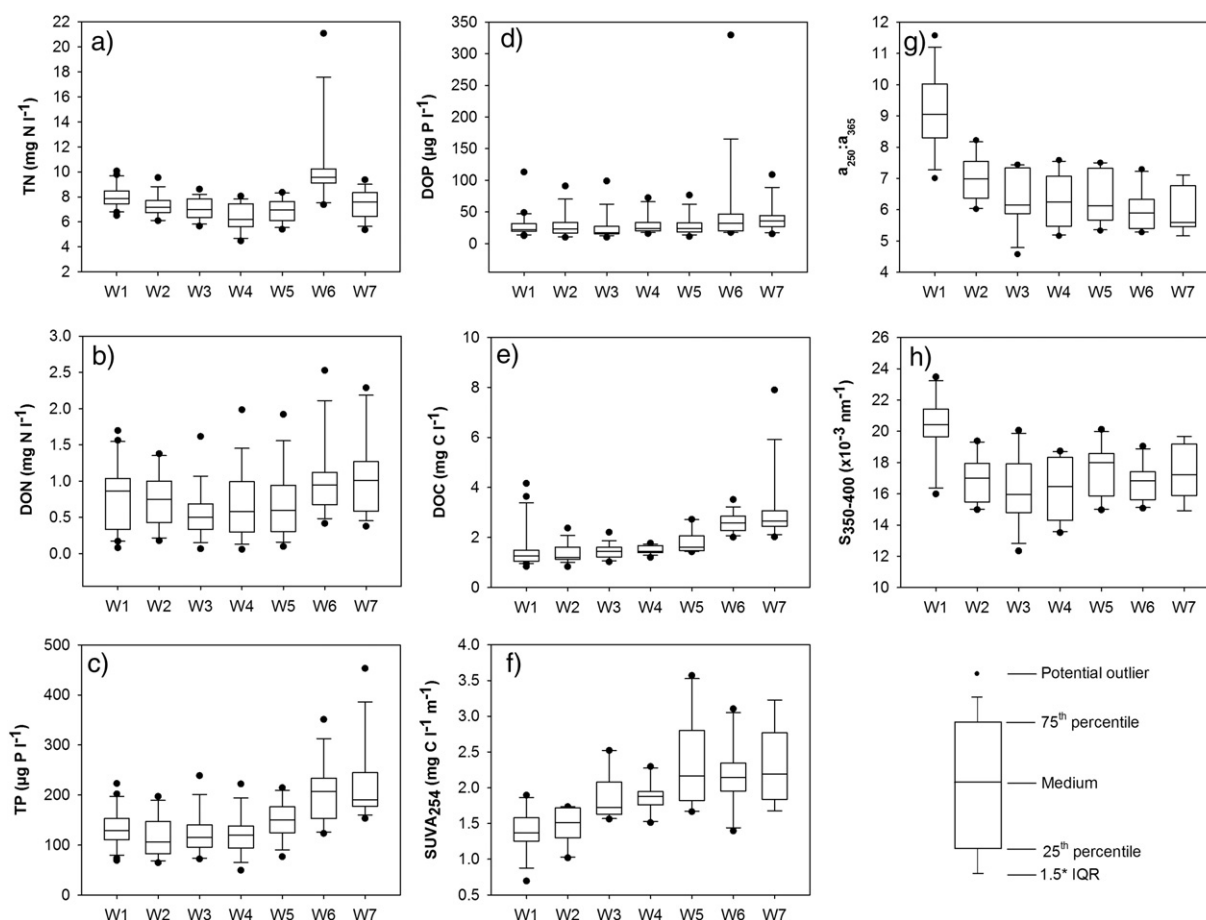 a)
TN (mg N l⁻¹)
22
20
18
16
14
12
10
8
6
4
2
W1 W2 W3 W4 W5 W6 W7
b)
DON (mg N l⁻¹)
3.0
2.5
2.0
1.5
1.0
0.5
0.0
W1 W2 W3 W4 W5 W6 W7
c)
TP (µg P l⁻¹)
500
400
300
200
100
0
W1 W2 W3 W4 W5 W6 W7
d)
DOP (µg P l⁻¹)
350
300
250
200
150
100
50
0
W1 W2 W3 W4 W5 W6 W7
e)
DOC (mg C l⁻¹)
10
8
6
4
2
0
W1 W2 W3 W4 W5 W6 W7
f)
SUVA₂₅₄ (mg C l⁻¹ m⁻¹)
4.0
3.5
3.0
2.5
2.0
1.5
1.0
0.5
W1 W2 W3 W4 W5 W6 W7
g)
a₂₅₀:a₃₆₅
12
11
10
9
8
7
6
5
4
W1 W2 W3 W4 W5 W6 W7
h)
S₃₅₀₋₄₀₀ (x10⁻³ nm⁻¹)
26
24
22
20
18
16
14
12
10
W1 W2 W3 W4 W5 W6 W7
Potential outlier
75th percentile
Medium
25th percentile
1.5* IQR